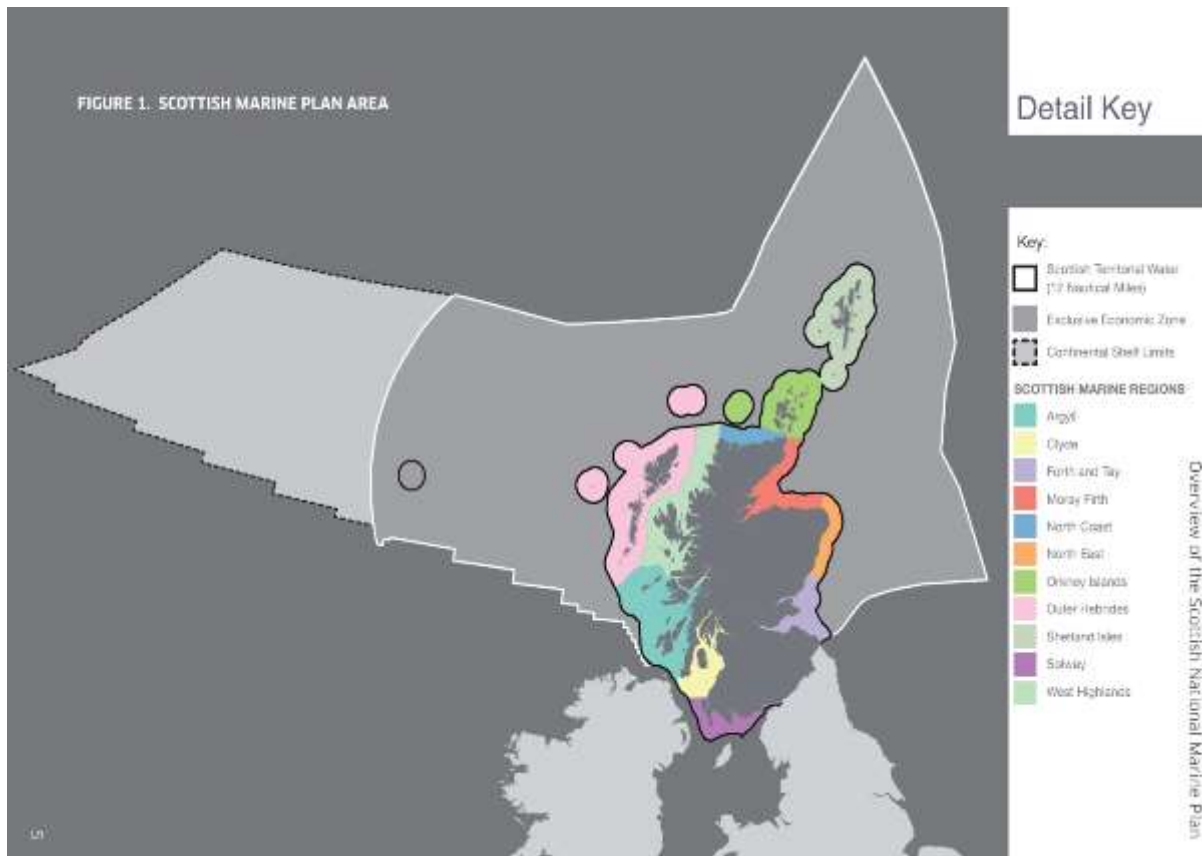 FIGURE 1. SCOTTISH MARINE PLAN AREA
Detail Key
Key:
Scottish Territorial Water
(12 Nautical Miles)
Exclusive Economic Zone
Continental Shelf Limits
SCOTTISH MARINE REGIONS
Argyll
Clyde
Forth and Tay
Moray Firth
North Coast
North East
Orkney Islands
Outer Hebrides
Shetland Isles
Solway
West Highlands
Overview of the Scottish National Marine Plan
5